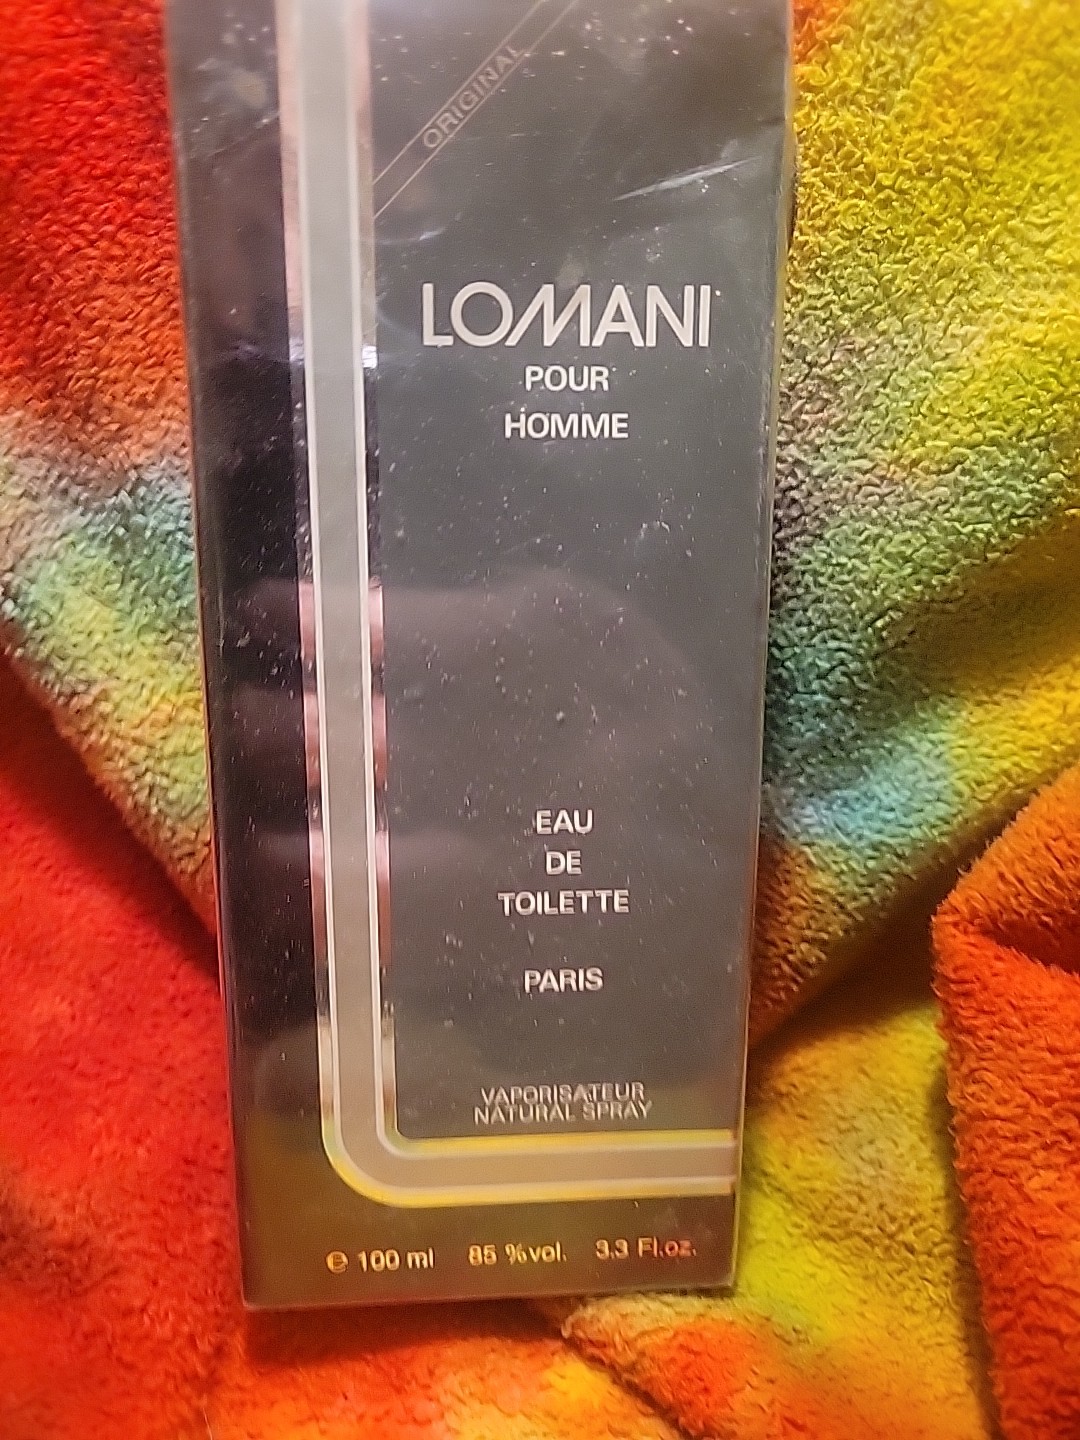 ORIGINAL
LOMANI
POUR
HOMME
EAU
DE
TOILETTE
PARIS
VAPORISATEUR
NATURAL SPRAY
℮ 100 ml 85 %vol. 3.3 Fl.oz.